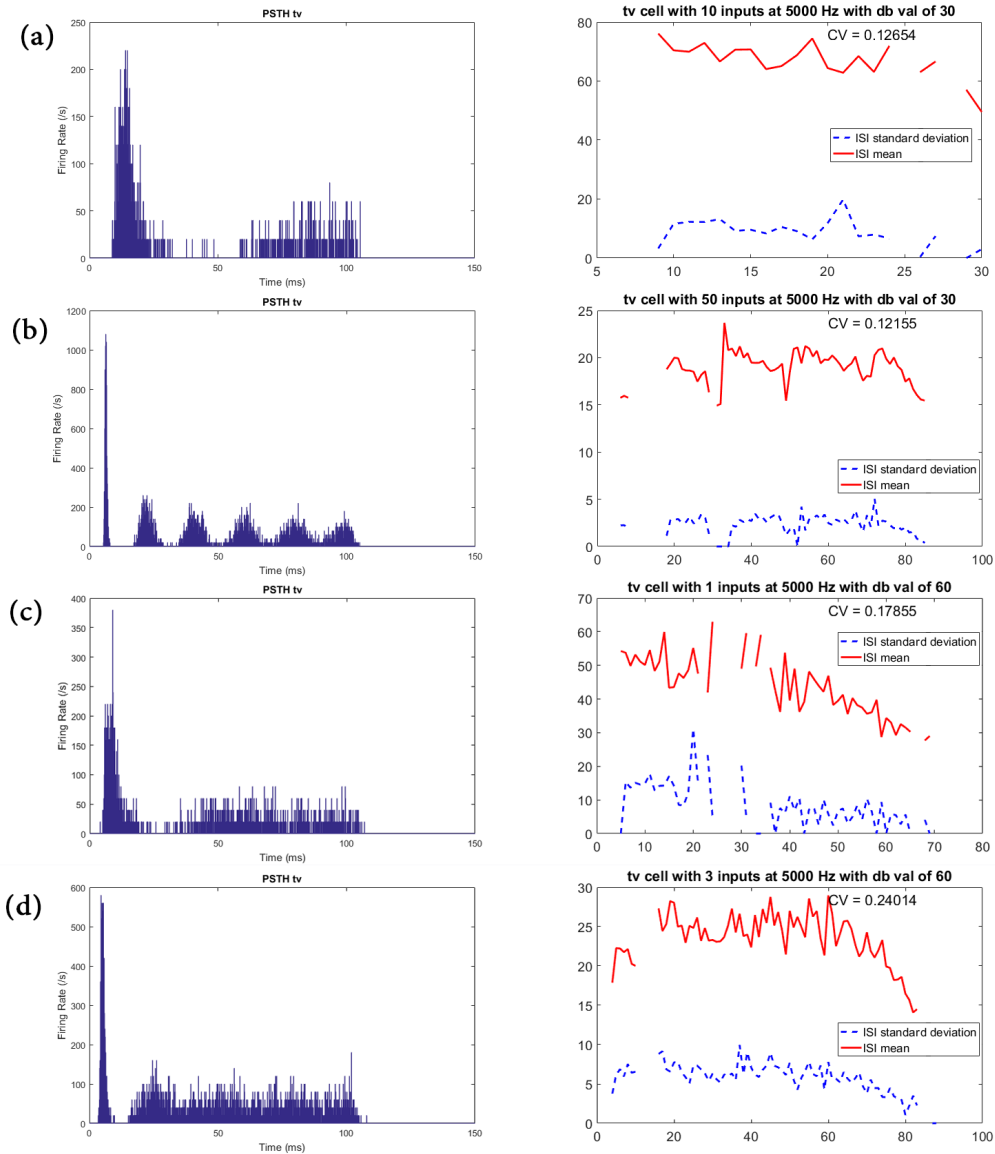 (a)
PSTH tv
Firing Rate (/s)
250
200
150
100
50
0
0 50 100 150
Time (ms)
tv cell with 10 inputs at 5000 Hz with db val of 30
CV = 0.12654
80
60
40
20
0
ISI standard deviation
ISI mean
5 10 15 20 25 30
(b)
PSTH tv
Firing Rate (/s)
1200
1000
800
600
400
200
0
0 50 100 150
Time (ms)
tv cell with 50 inputs at 5000 Hz with db val of 30
CV = 0.12155
25
20
15
10
5
0
ISI standard deviation
ISI mean
0 20 40 60 80 100
(c)
PSTH tv
Firing Rate (/s)
400
350
300
250
200
150
100
50
0
0 50 100 150
Time (ms)
tv cell with 1 inputs at 5000 Hz with db val of 60
CV = 0.17855
70
60
50
40
30
20
10
0
ISI standard deviation
ISI mean
0 10 20 30 40 50 60 70 80
(d)
PSTH tv
Firing Rate (/s)
600
500
400
300
200
100
0
0 50 100 150
Time (ms)
tv cell with 3 inputs at 5000 Hz with db val of 60
CV = 0.24014
30
25
20
15
10
5
0
ISI standard deviation
ISI mean
0 20 40 60 80 100